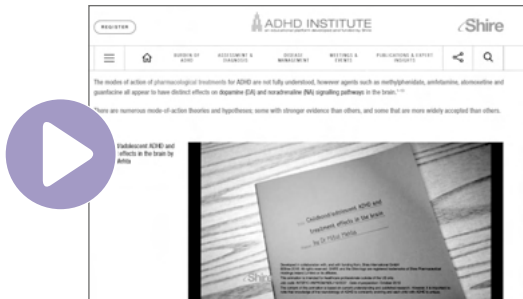 REGISTER
ADHD INSTITUTE
Shire
BURDEN OF
ADHD
ASSESSMENT &
DIAGNOSIS
DISEASE
MANAGEMENT
MEETINGS &
EVENTS
PUBLICATIONS & EXPERT
INSIGHTS
The modes of action of pharmacological treatments for ADHD are not fully understood, however agents such as methylphenidate, amfetamine, atomoxetine and
guanfacine all appear to have distinct effects on dopamine (DA) and noradrenaline (NA) signalling pathways in the brain.
There are numerous mode-of-action theories and hypotheses; some with stronger evidence than others, and some that are more widely accepted than others.
/adolescent ADHD and
effects in the brain by
Mehta
Childhood/adolescent ADHD and
treatment effects in the brain
by Dr Mitul Mehta